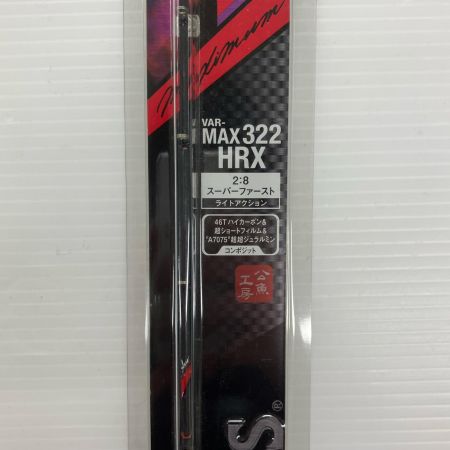 Maximum
VAR-
MAX322
HRX
2:8
スーパーファースト
ライトアクション
46Tハイカーボン&
超ショートフィルム&
"A7075"超超ジュラルミン
コンポジット
公魚
工房
S